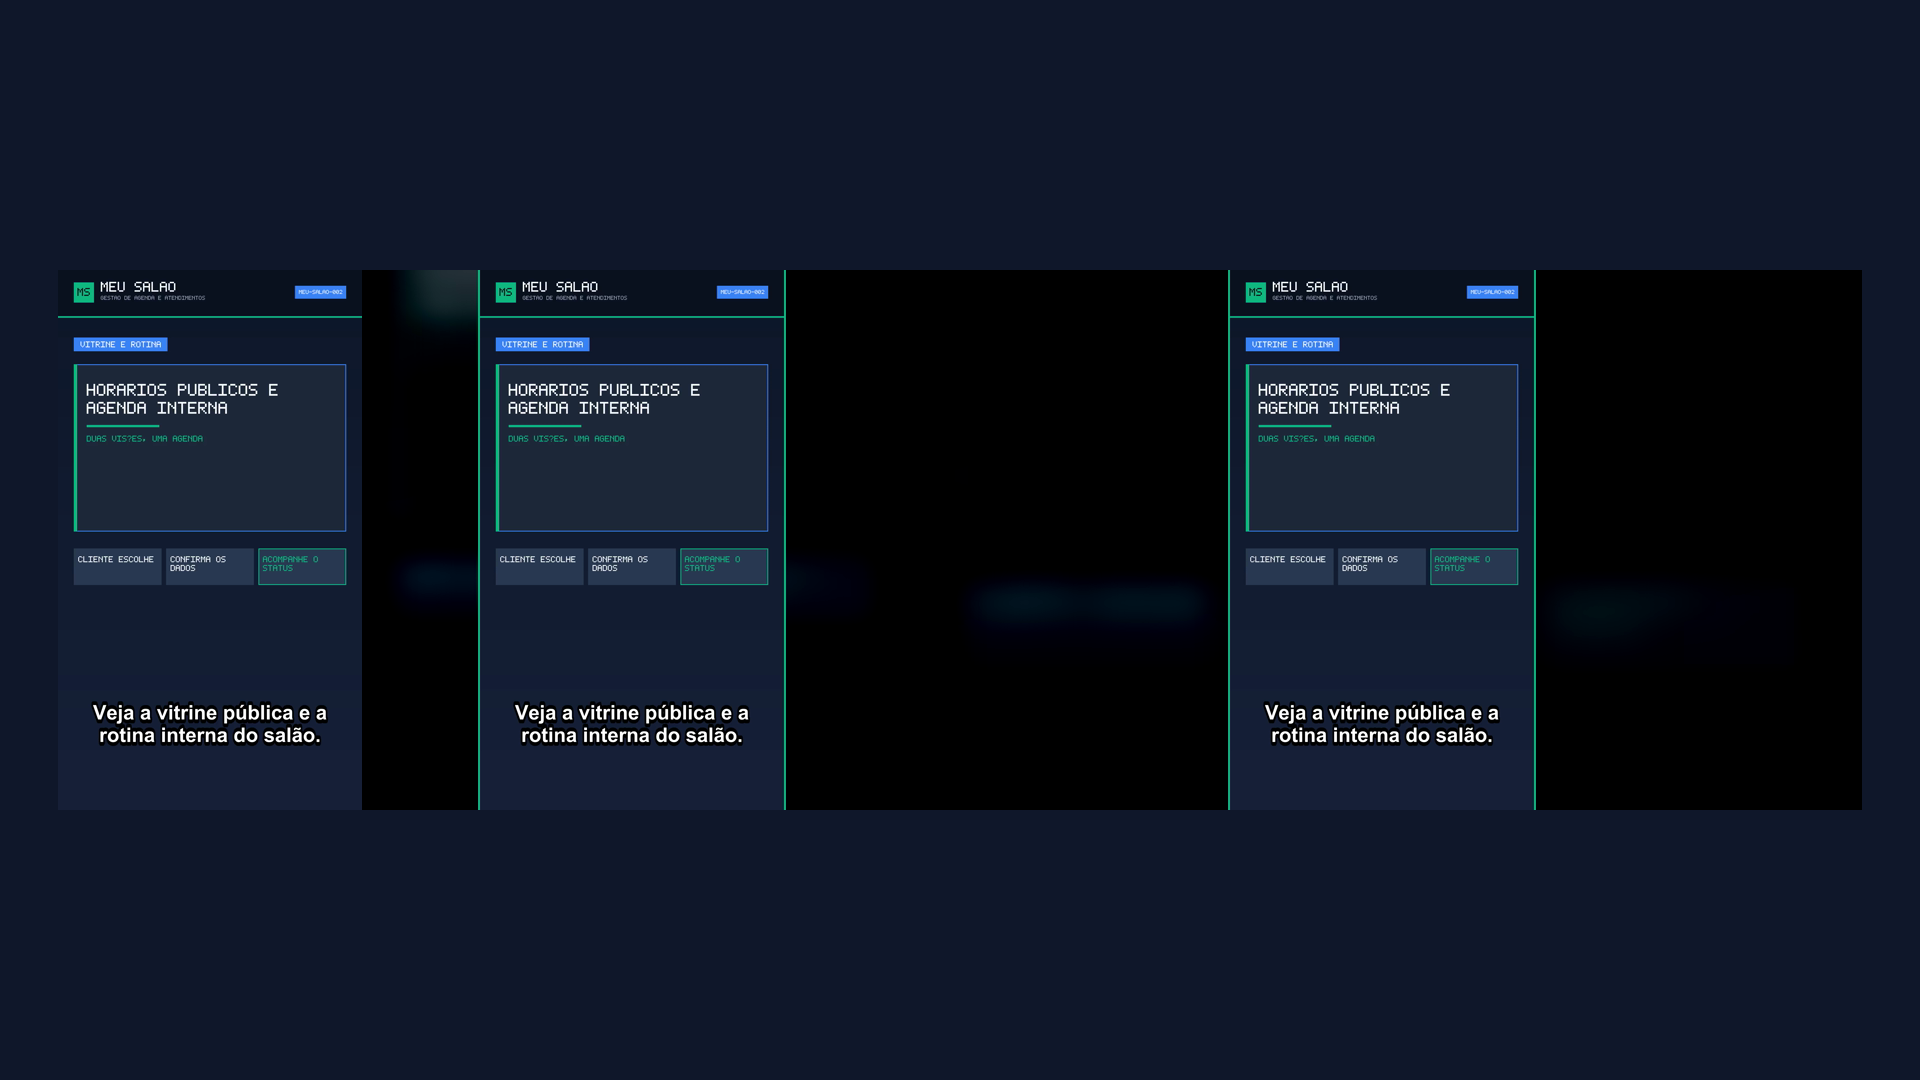 MS
MEU SALAO
GESTAO DE AGENDA E ATENDIMENTOS
MEU-SALAO-002
VITRINE E ROTINA
HORARIOS PUBLICOS E
AGENDA INTERNA
DUAS VIS?ES, UMA AGENDA
CLIENTE ESCOLHE
CONFIRMA OS
DADOS
ACOMPANHE O
STATUS
Veja a vitrine pública e a
rotina interna do salão.
MS
MEU SALAO
GESTAO DE AGENDA E ATENDIMENTOS
MEU-SALAO-002
VITRINE E ROTINA
HORARIOS PUBLICOS E
AGENDA INTERNA
DUAS VIS?ES, UMA AGENDA
CLIENTE ESCOLHE
CONFIRMA OS
DADOS
ACOMPANHE O
STATUS
Veja a vitrine pública e a
rotina interna do salão.
MS
MEU SALAO
GESTAO DE AGENDA E ATENDIMENTOS
MEU-SALAO-002
VITRINE E ROTINA
HORARIOS PUBLICOS E
AGENDA INTERNA
DUAS VIS?ES, UMA AGENDA
CLIENTE ESCOLHE
CONFIRMA OS
DADOS
ACOMPANHE O
STATUS
Veja a vitrine pública e a
rotina interna do salão.